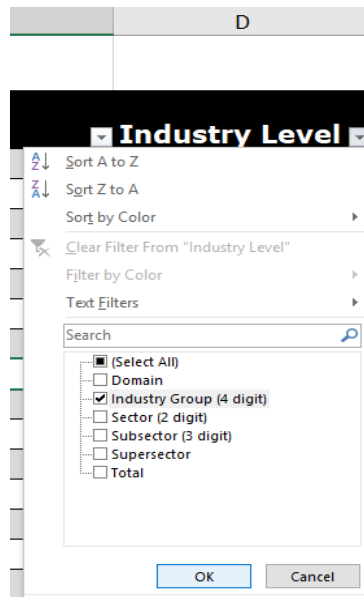 D
Industry Level
Sort A to Z
Sort Z to A
Sort by Color
Clear Filter From "Industry Level"
Filter by Color
Text Filters
Search
(Select All)
Domain
Industry Group (4 digit)
Sector (2 digit)
Subsector (3 digit)
Supersector
Total
OK Cancel